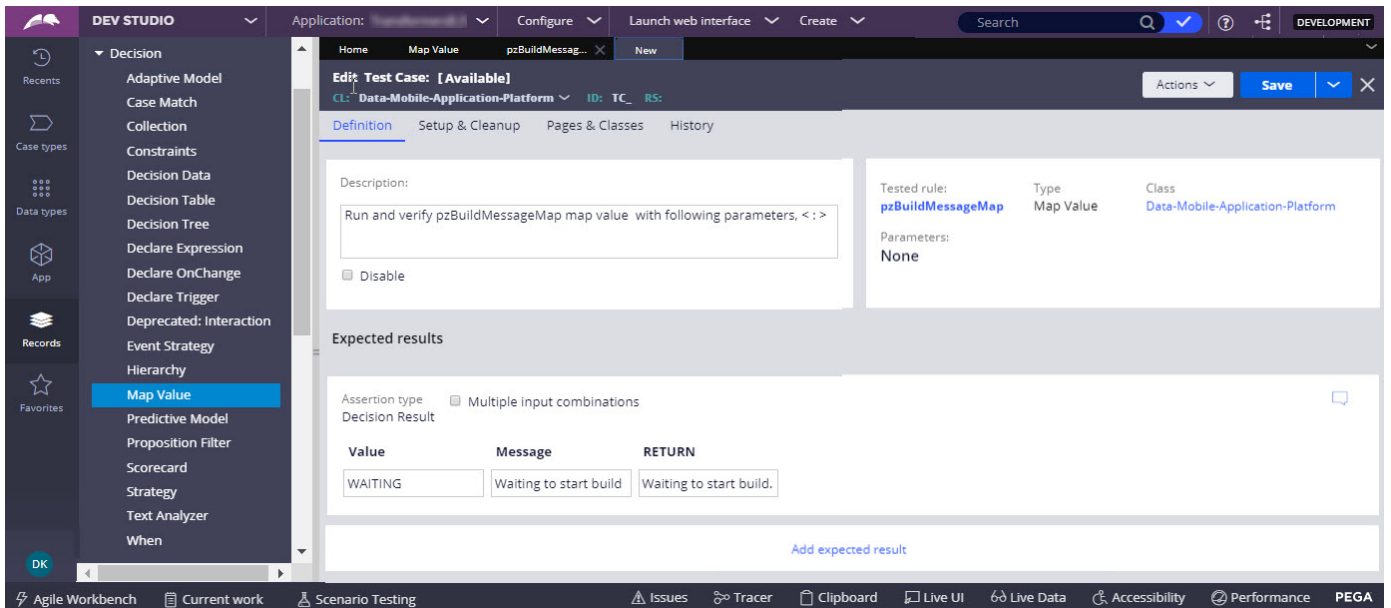 DEV STUDIO Application: Configure Launch web interface Create Search DEVELOPMENT
Recents
Case types
Data types
App
Records
Favorites
DK
Decision
Adaptive Model
Case Match
Collection
Constraints
Decision Data
Decision Table
Decision Tree
Declare Expression
Declare OnChange
Declare Trigger
Deprecated: Interaction
Event Strategy
Hierarchy
Map Value
Predictive Model
Proposition Filter
Scorecard
Strategy
Text Analyzer
When
Home Map Value pzBuildMessag... New
Edit Test Case: [Available]
CL: Data-Mobile-Application-Platform ID: TC_ RS:
Actions Save
Definition Setup & Cleanup Pages & Classes History
Description:
Run and verify pzBuildMessageMap map value with following parameters, < : >
Disable
Tested rule: Type Class
pzBuildMessageMap Map Value Data-Mobile-Application-Platform
Parameters:
None
Expected results
Assertion type Multiple input combinations
Decision Result
Value Message RETURN
WAITING Waiting to start build Waiting to start build.
Add expected result
Agile Workbench Current work Scenario Testing Issues Tracer Clipboard Live UI Live Data Accessibility Performance PEGA